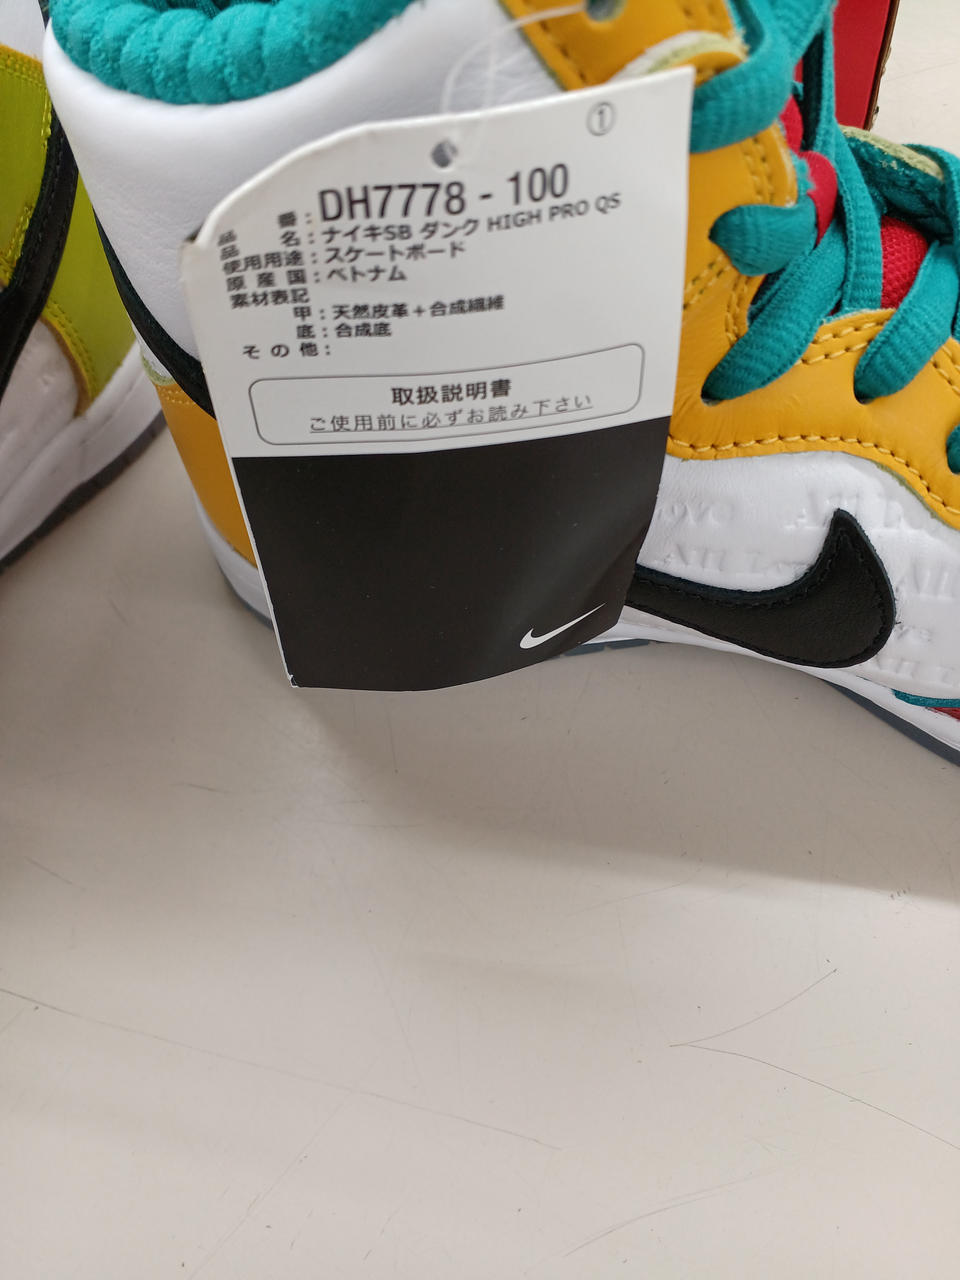 ①
品番：DH7778 - 100
品名：ナイキSB ダンク HIGH PRO QS
使用用途：スケートボード
原産国：ベトナム
素材表記
甲：天然皮革＋合成繊維
底：合成底
その他：
取扱説明書
ご使用前に必ずお読み下さい
Love
All
All